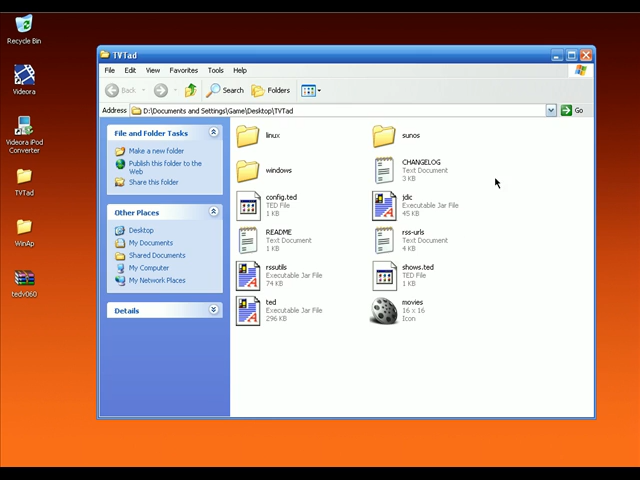 Recycle Bin
Videora
Videora iPod
Converter
TVTad
WinAp
tedv060
TVTad
File Edit View Favorites Tools Help
Back Search Folders
Address D:\Documents and Settings\Game\Desktop\TVTad Go
File and Folder Tasks
Make a new folder
Publish this folder to the
Web
Share this folder
Other Places
Desktop
My Documents
Shared Documents
My Computer
My Network Places
Details
linux
sunos
windows
CHANGELOG
Text Document
3 KB
config.ted
TED File
1 KB
jdic
Executable Jar File
45 KB
README
Text Document
1 KB
rss-urls
Text Document
4 KB
rssutils
Executable Jar File
74 KB
shows.ted
TED File
1 KB
ted
Executable Jar File
296 KB
movies
16 x 16
Icon